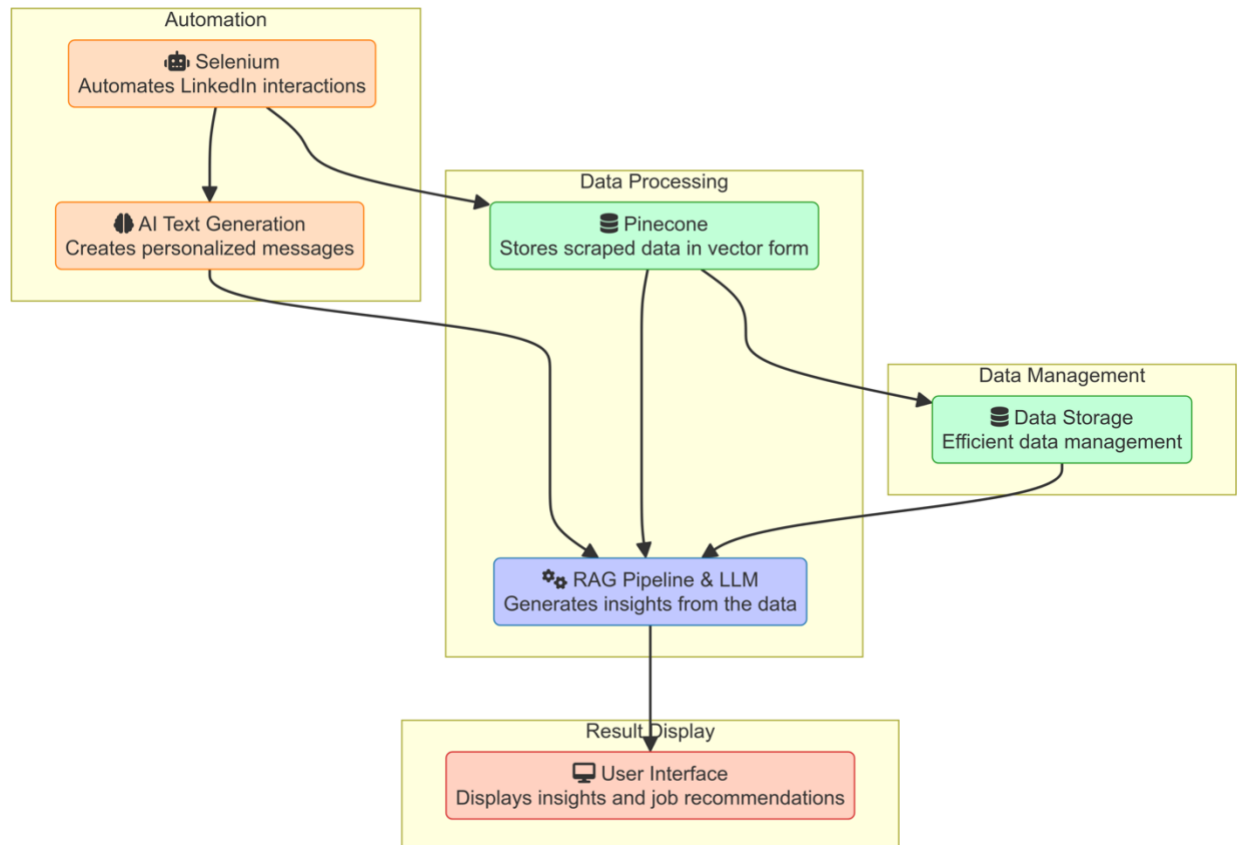 Automation
Selenium
Automates LinkedIn interactions
AI Text Generation
Creates personalized messages
Data Processing
Pinecone
Stores scraped data in vector form
Data Management
Data Storage
Efficient data management
RAG Pipeline & LLM
Generates insights from the data
Result Display
User Interface
Displays insights and job recommendations